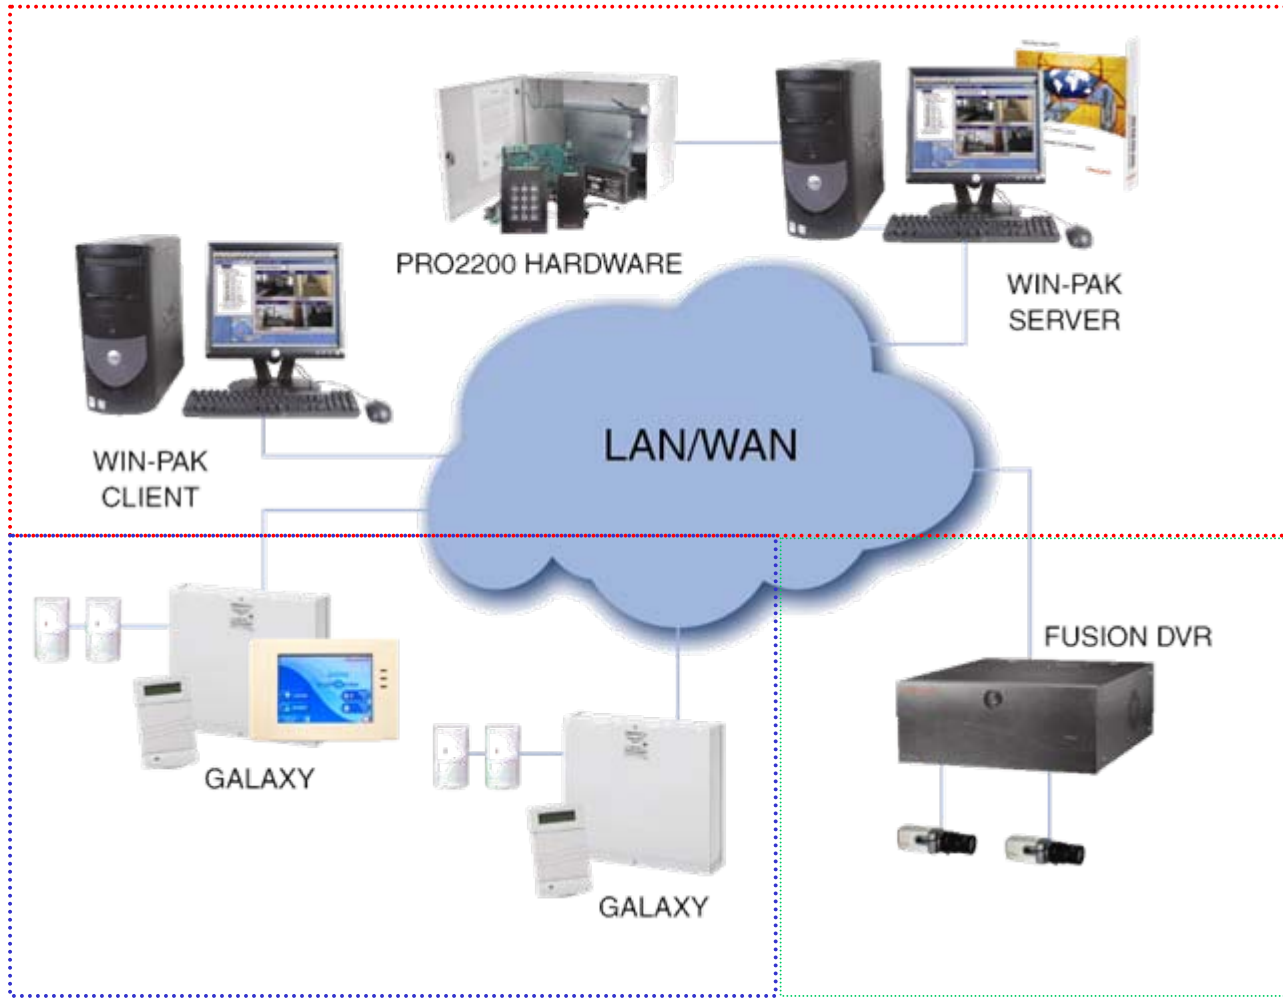 PRO2200 HARDWARE
WIN-PAK
SERVER
LAN/WAN
WIN-PAK
CLIENT
FUSION DVR
GALAXY
GALAXY